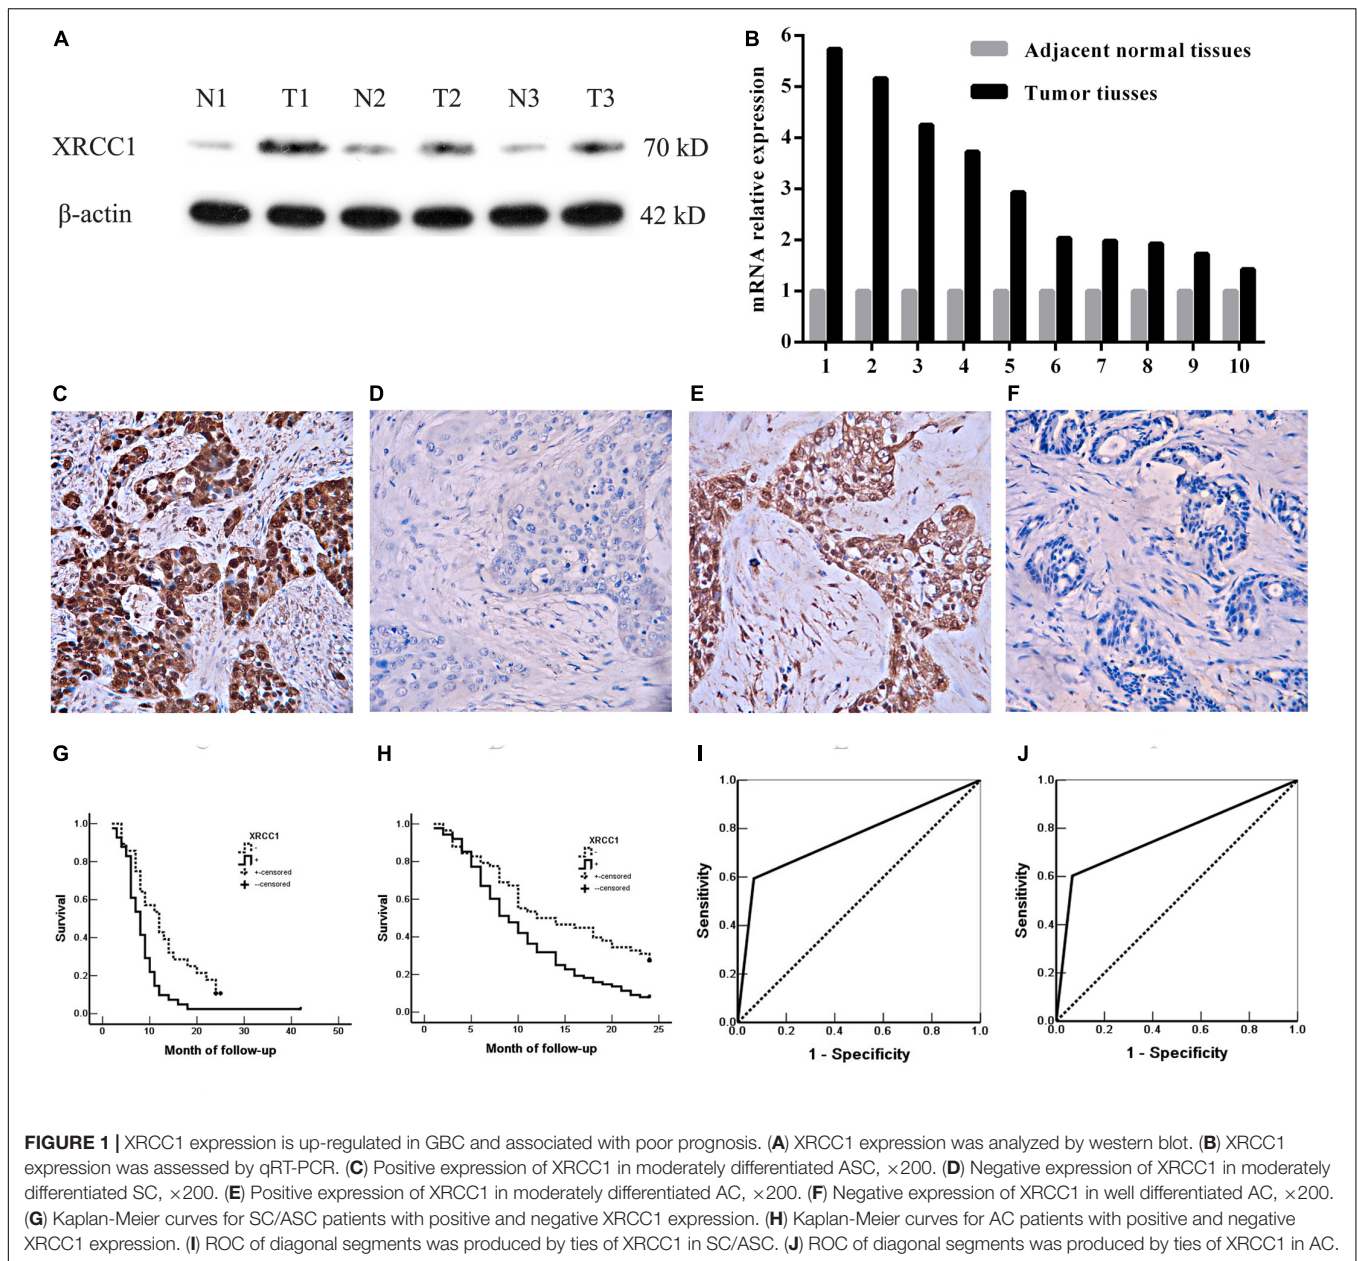 A
N1 T1 N2 T2 N3 T3
XRCC1 70 kD
β-actin 42 kD
B
mRNA relative expression
6
5
4
3
2
1
0
Adjacent normal tissues
Tumor tiusses
1 2 3 4 5 6 7 8 9 10
C D E F
G
Survival
1.0
0.8
0.6
0.4
0.2
0.0
XRCC1
-
+
+-censored
--censored
0 10 20 30 40 50
Month of follow-up
H
Survival
1.0
0.8
0.6
0.4
0.2
0.0
XRCC1
-
+
+-censored
--censored
0 5 10 15 20 25
Month of follow-up
I
Sensitivity
1.0
0.8
0.6
0.4
0.2
0.0
0.0 0.2 0.4 0.6 0.8 1.0
1 - Specificity
J
Sensitivity
1.0
0.8
0.6
0.4
0.2
0.0
0.0 0.2 0.4 0.6 0.8 1.0
1 - Specificity
FIGURE 1 | XRCC1 expression is up-regulated in GBC and associated with poor prognosis. (A) XRCC1 expression was analyzed by western blot. (B) XRCC1
expression was assessed by qRT-PCR. (C) Positive expression of XRCC1 in moderately differentiated ASC, ×200. (D) Negative expression of XRCC1 in moderately
differentiated SC, ×200. (E) Positive expression of XRCC1 in moderately differentiated AC, ×200. (F) Negative expression of XRCC1 in well differentiated AC, ×200.
(G) Kaplan-Meier curves for SC/ASC patients with positive and negative XRCC1 expression. (H) Kaplan-Meier curves for AC patients with positive and negative
XRCC1 expression. (I) ROC of diagonal segments was produced by ties of XRCC1 in SC/ASC. (J) ROC of diagonal segments was produced by ties of XRCC1 in AC.